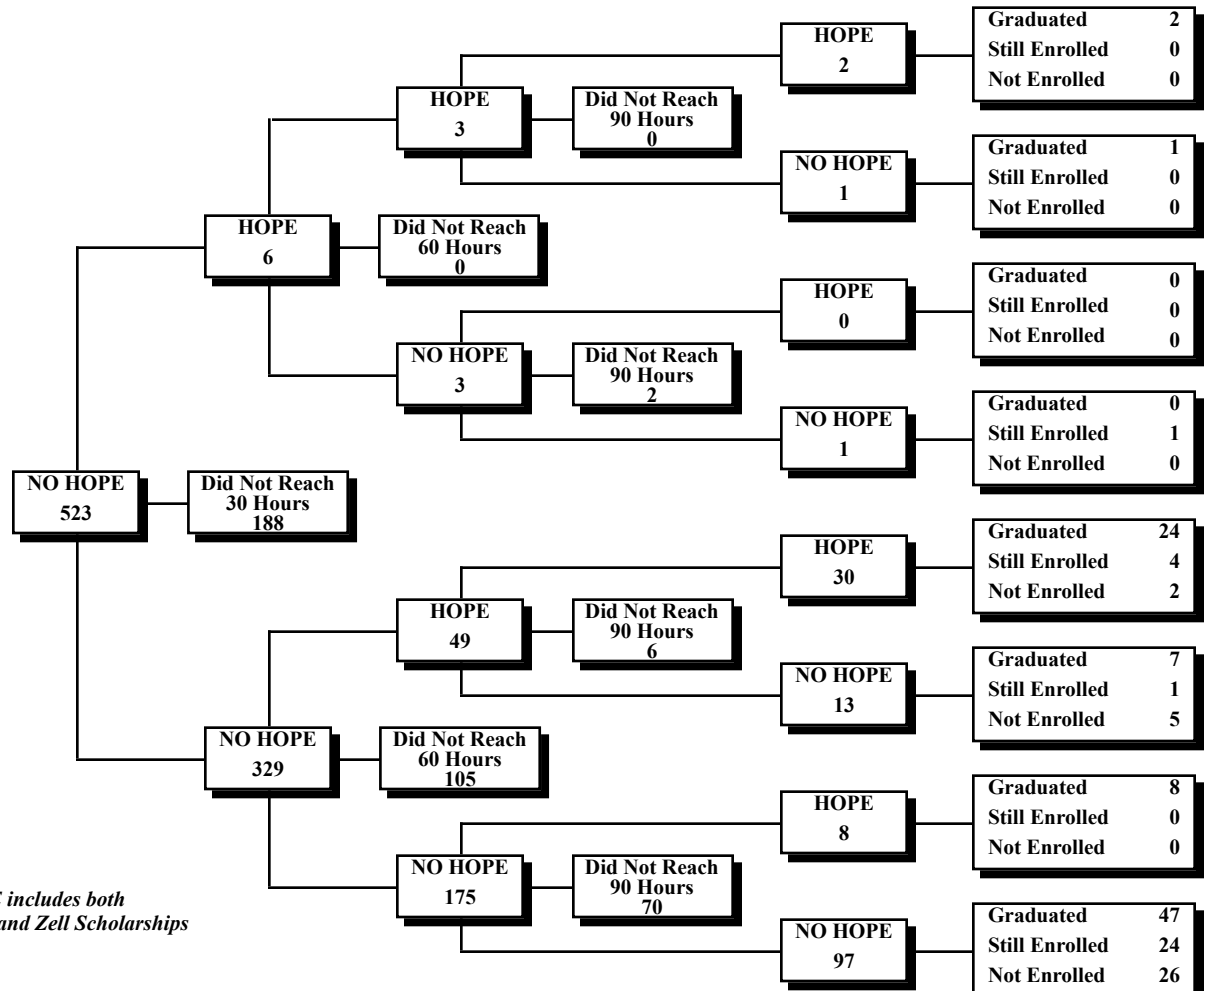 HOPE
2
Graduated 2
Still Enrolled 0
Not Enrolled 0
HOPE
3
Did Not Reach
90 Hours
0
NO HOPE
1
Graduated 1
Still Enrolled 0
Not Enrolled 0
HOPE
6
Did Not Reach
60 Hours
0
HOPE
0
Graduated 0
Still Enrolled 0
Not Enrolled 0
NO HOPE
3
Did Not Reach
90 Hours
2
NO HOPE
1
Graduated 0
Still Enrolled 1
Not Enrolled 0
NO HOPE
523
Did Not Reach
30 Hours
188
HOPE
30
Graduated 24
Still Enrolled 4
Not Enrolled 2
HOPE
49
Did Not Reach
90 Hours
6
NO HOPE
13
Graduated 7
Still Enrolled 1
Not Enrolled 5
NO HOPE
329
Did Not Reach
60 Hours
105
HOPE
8
Graduated 8
Still Enrolled 0
Not Enrolled 0
NO HOPE
175
Did Not Reach
90 Hours
70
NO HOPE
97
Graduated 47
Still Enrolled 24
Not Enrolled 26
includes both
and Zell Scholarships